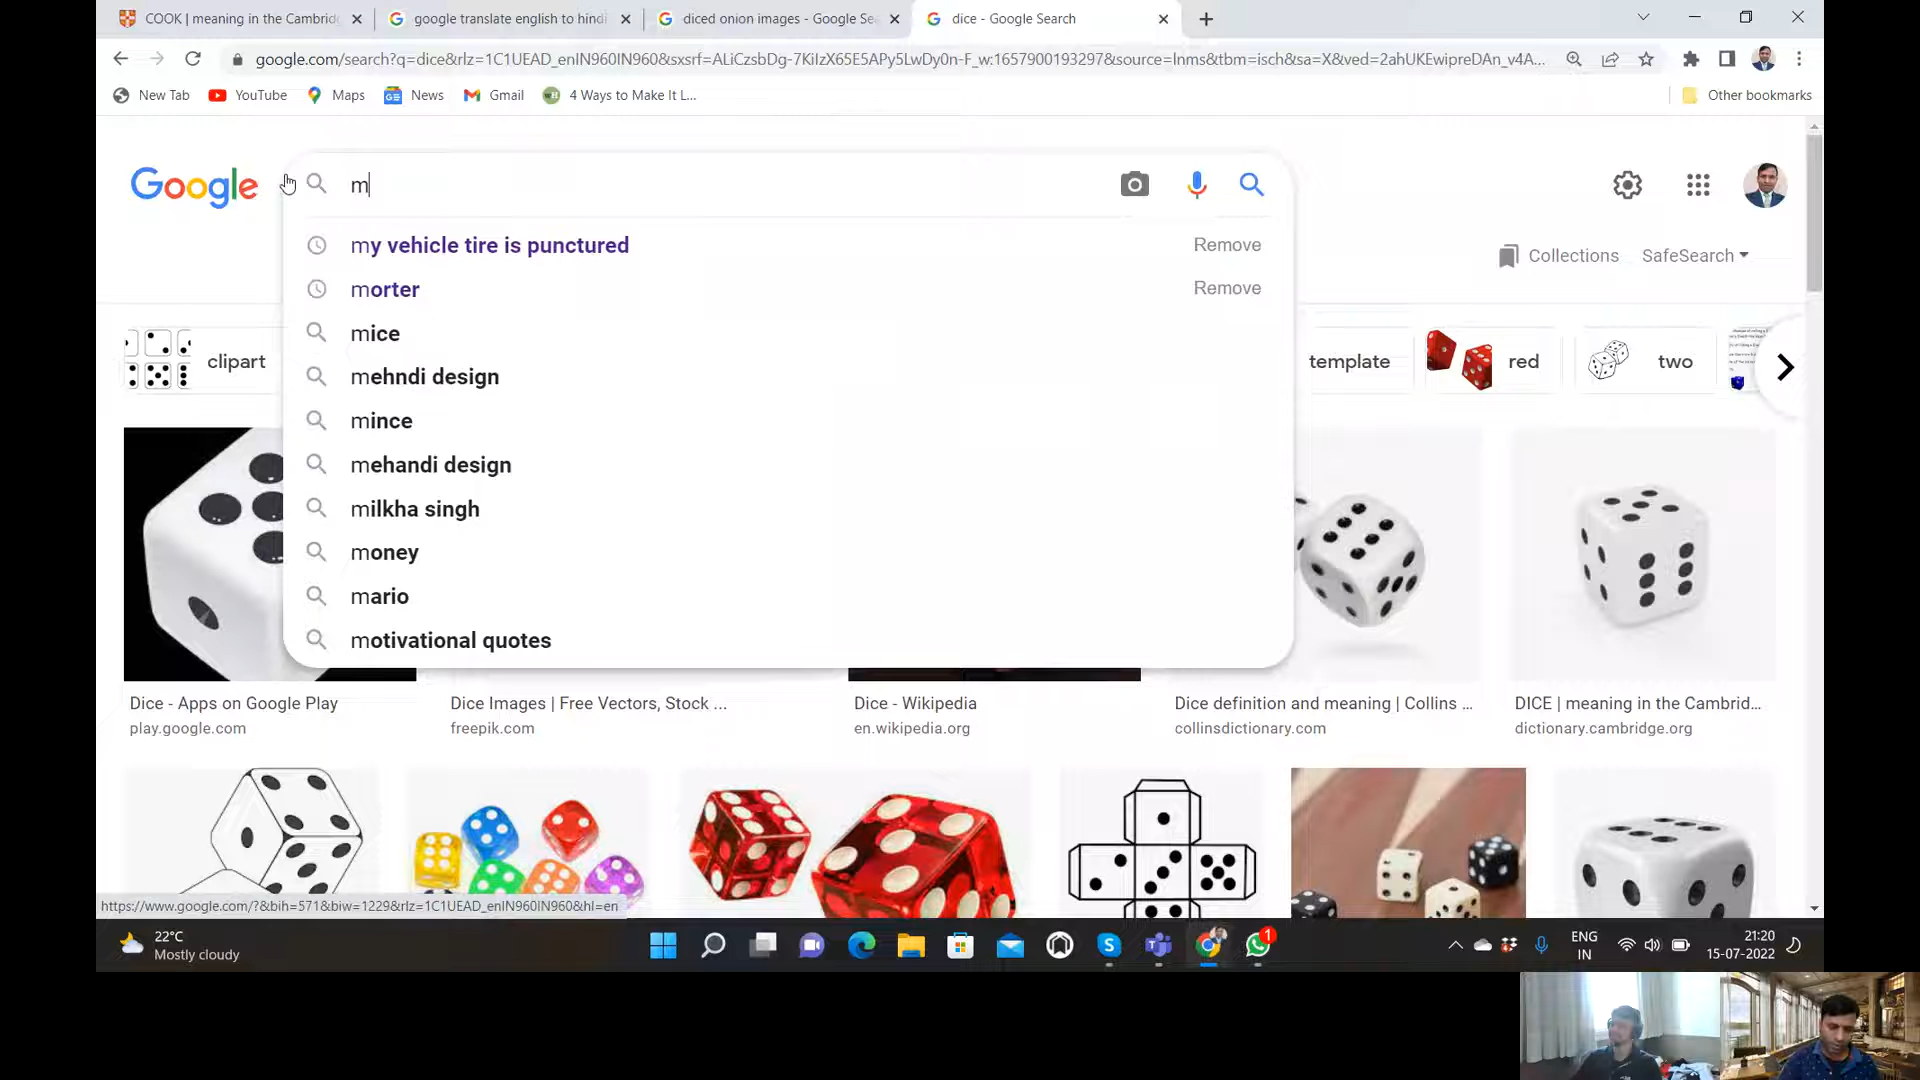 COOK | meaning in the Cambridg
google translate english to hindi
diced onion images - Google Sea
dice - Google Search
google.com/search?q=dice&rlz=1C1UEAD_enIN960IN960&sxsrf=ALiCzsbDg-7KiIzX65E5APy5LwDy0n-F_w:1657900193297&source=lnms&tbm=isch&sa=X&ved=2ahUKEwipreDAn_v4A...
New Tab
YouTube
Maps
News
Gmail
4 Ways to Make It L...
Other bookmarks
Google
m
my vehicle tire is punctured
Remove
morter
Remove
mice
mehndi design
mince
mehandi design
milkha singh
money
mario
motivational quotes
Collections
SafeSearch
clipart
template
red
two
Dice - Apps on Google Play
play.google.com
Dice Images | Free Vectors, Stock ...
freepik.com
Dice - Wikipedia
en.wikipedia.org
Dice definition and meaning | Collins ...
collinsdictionary.com
DICE | meaning in the Cambrid...
dictionary.cambridge.org
https://www.google.com/?&bih=571&biw=1229&rlz=1C1UEAD_enIN960IN960&hl=en
22°C
Mostly cloudy
1
ENG
IN
21:20
15-07-2022